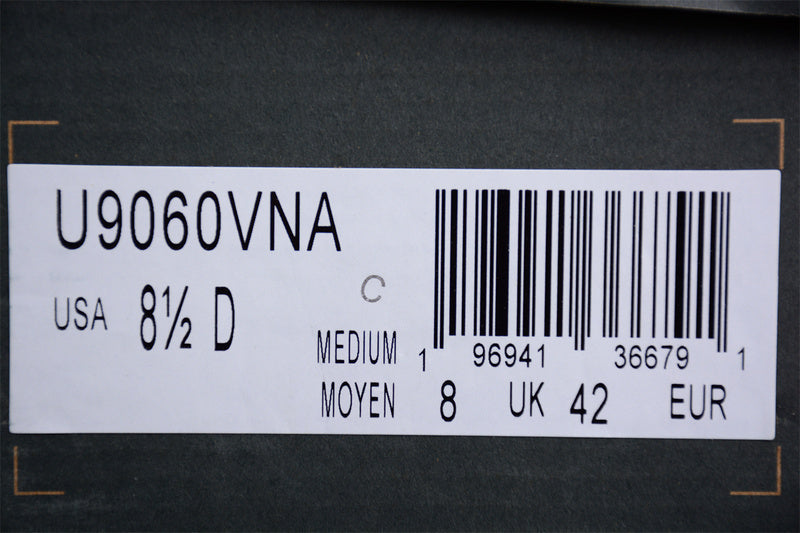 U9060VNA
USA 8½ D
C
MEDIUM
1 96941 36679 1
MOYEN 8 UK 42 EUR